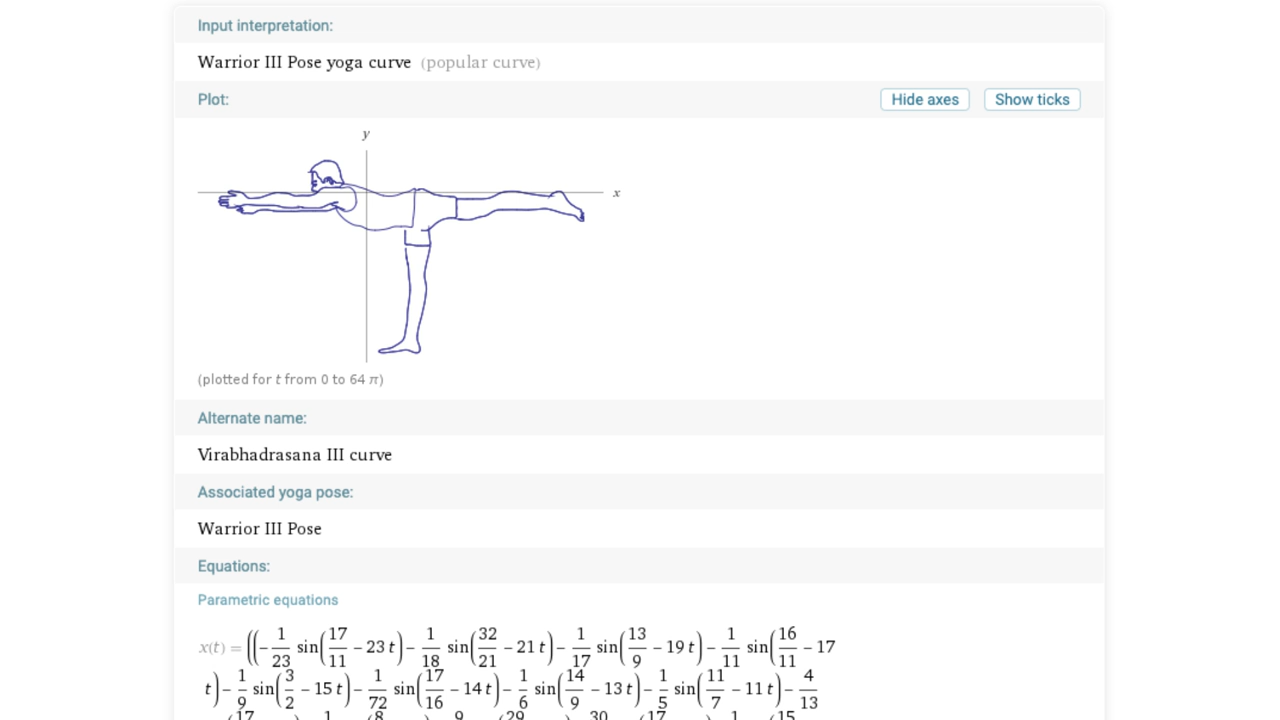 Input interpretation:
Warrior III Pose yoga curve (popular curve)
Plot:
Hide axes
Show ticks
y
x
(plotted for t from 0 to 64 π)
Alternate name:
Virabhadrasana III curve
Associated yoga pose:
Warrior III Pose
Equations:
Parametric equations
x(t) = ((-1/23 sin(17/11 - 23 t) - 1/18 sin(32/21 - 21 t) - 1/17 sin(13/9 - 19 t) - 1/11 sin(16/11 - 17
t) - 1/9 sin(3/2 - 15 t) - 1/72 sin(17/16 - 14 t) - 1/6 sin(14/9 - 13 t) - 1/5 sin(11/7 - 11 t) - 4/13